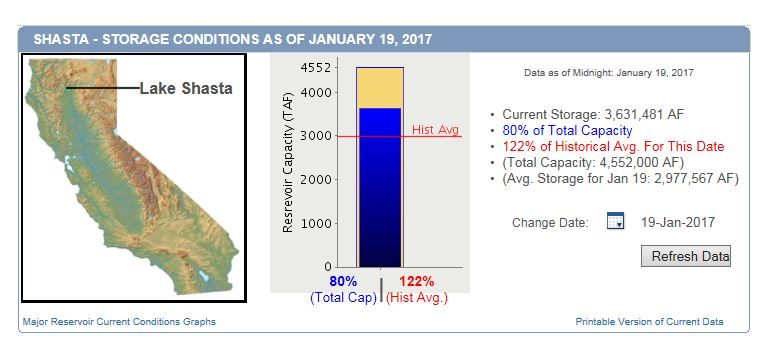 SHASTA - STORAGE CONDITIONS AS OF JANUARY 19, 2017
Lake Shasta
Resrevoir Capacity (TAF)
4552
4000
3000
2000
1000
0
Hist Avg
80%
(Total Cap)
122%
(Hist Avg.)
Data as of Midnight: January 19, 2017
• Current Storage: 3,631,481 AF
• 80% of Total Capacity
• 122% of Historical Avg. For This Date
• (Total Capacity: 4,552,000 AF)
• (Avg. Storage for Jan 19: 2,977,567 AF)
Change Date: 19-Jan-2017
Refresh Data
Major Reservoir Current Conditions Graphs
Printable Version of Current Data